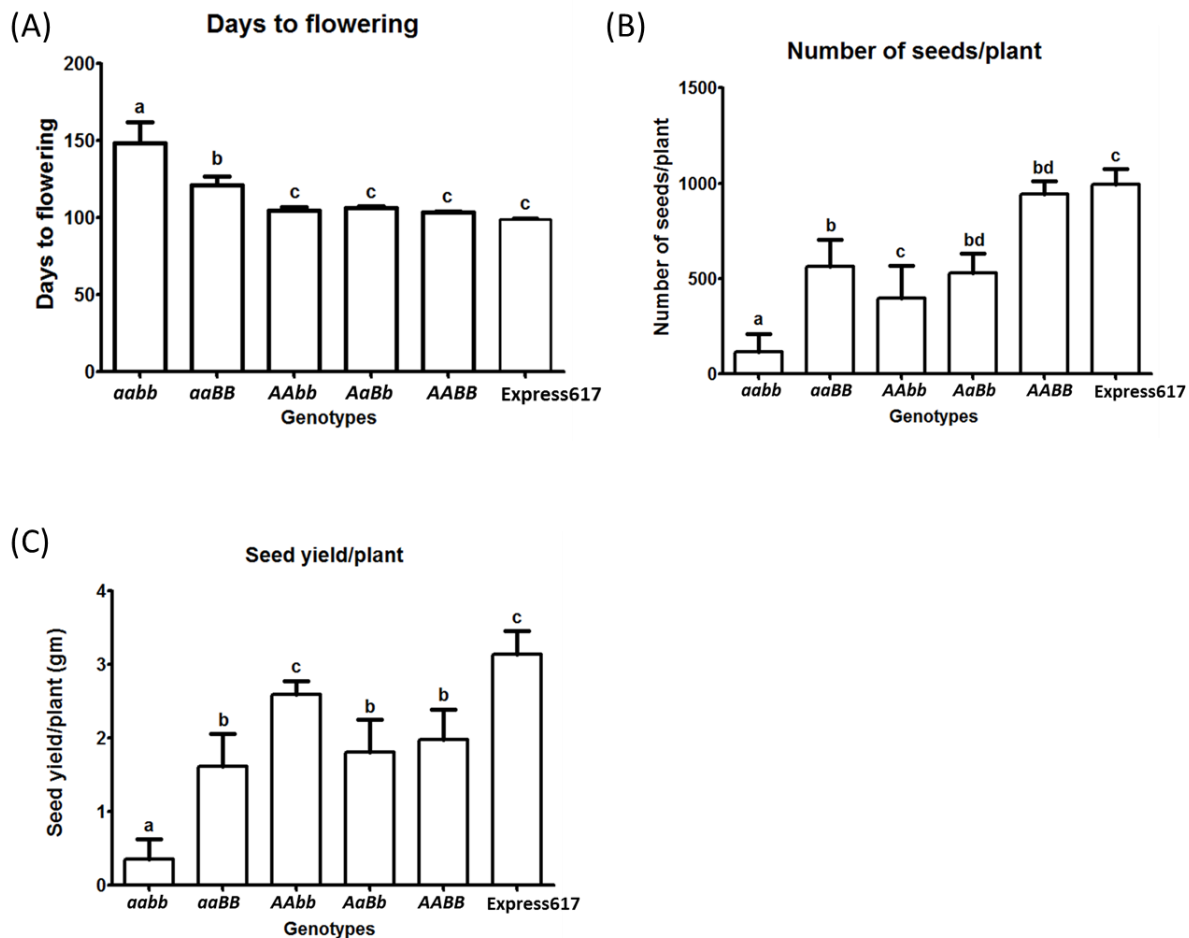 (A)
Days to flowering
200
150
100
50
0
Days to flowering
a
b
c
c
c
c
aabb aaBB AAbb AaBb AABB Express617
Genotypes
(B)
Number of seeds/plant
1500
1000
500
0
Number of seeds/plant
a
b
c
bd
bd
c
aabb aaBB AAbb AaBb AABB Express617
Genotypes
(C)
Seed yield/plant
4
3
2
1
0
Seed yield/plant (gm)
a
b
c
b
b
c
aabb aaBB AAbb AaBb AABB Express617
Genotypes